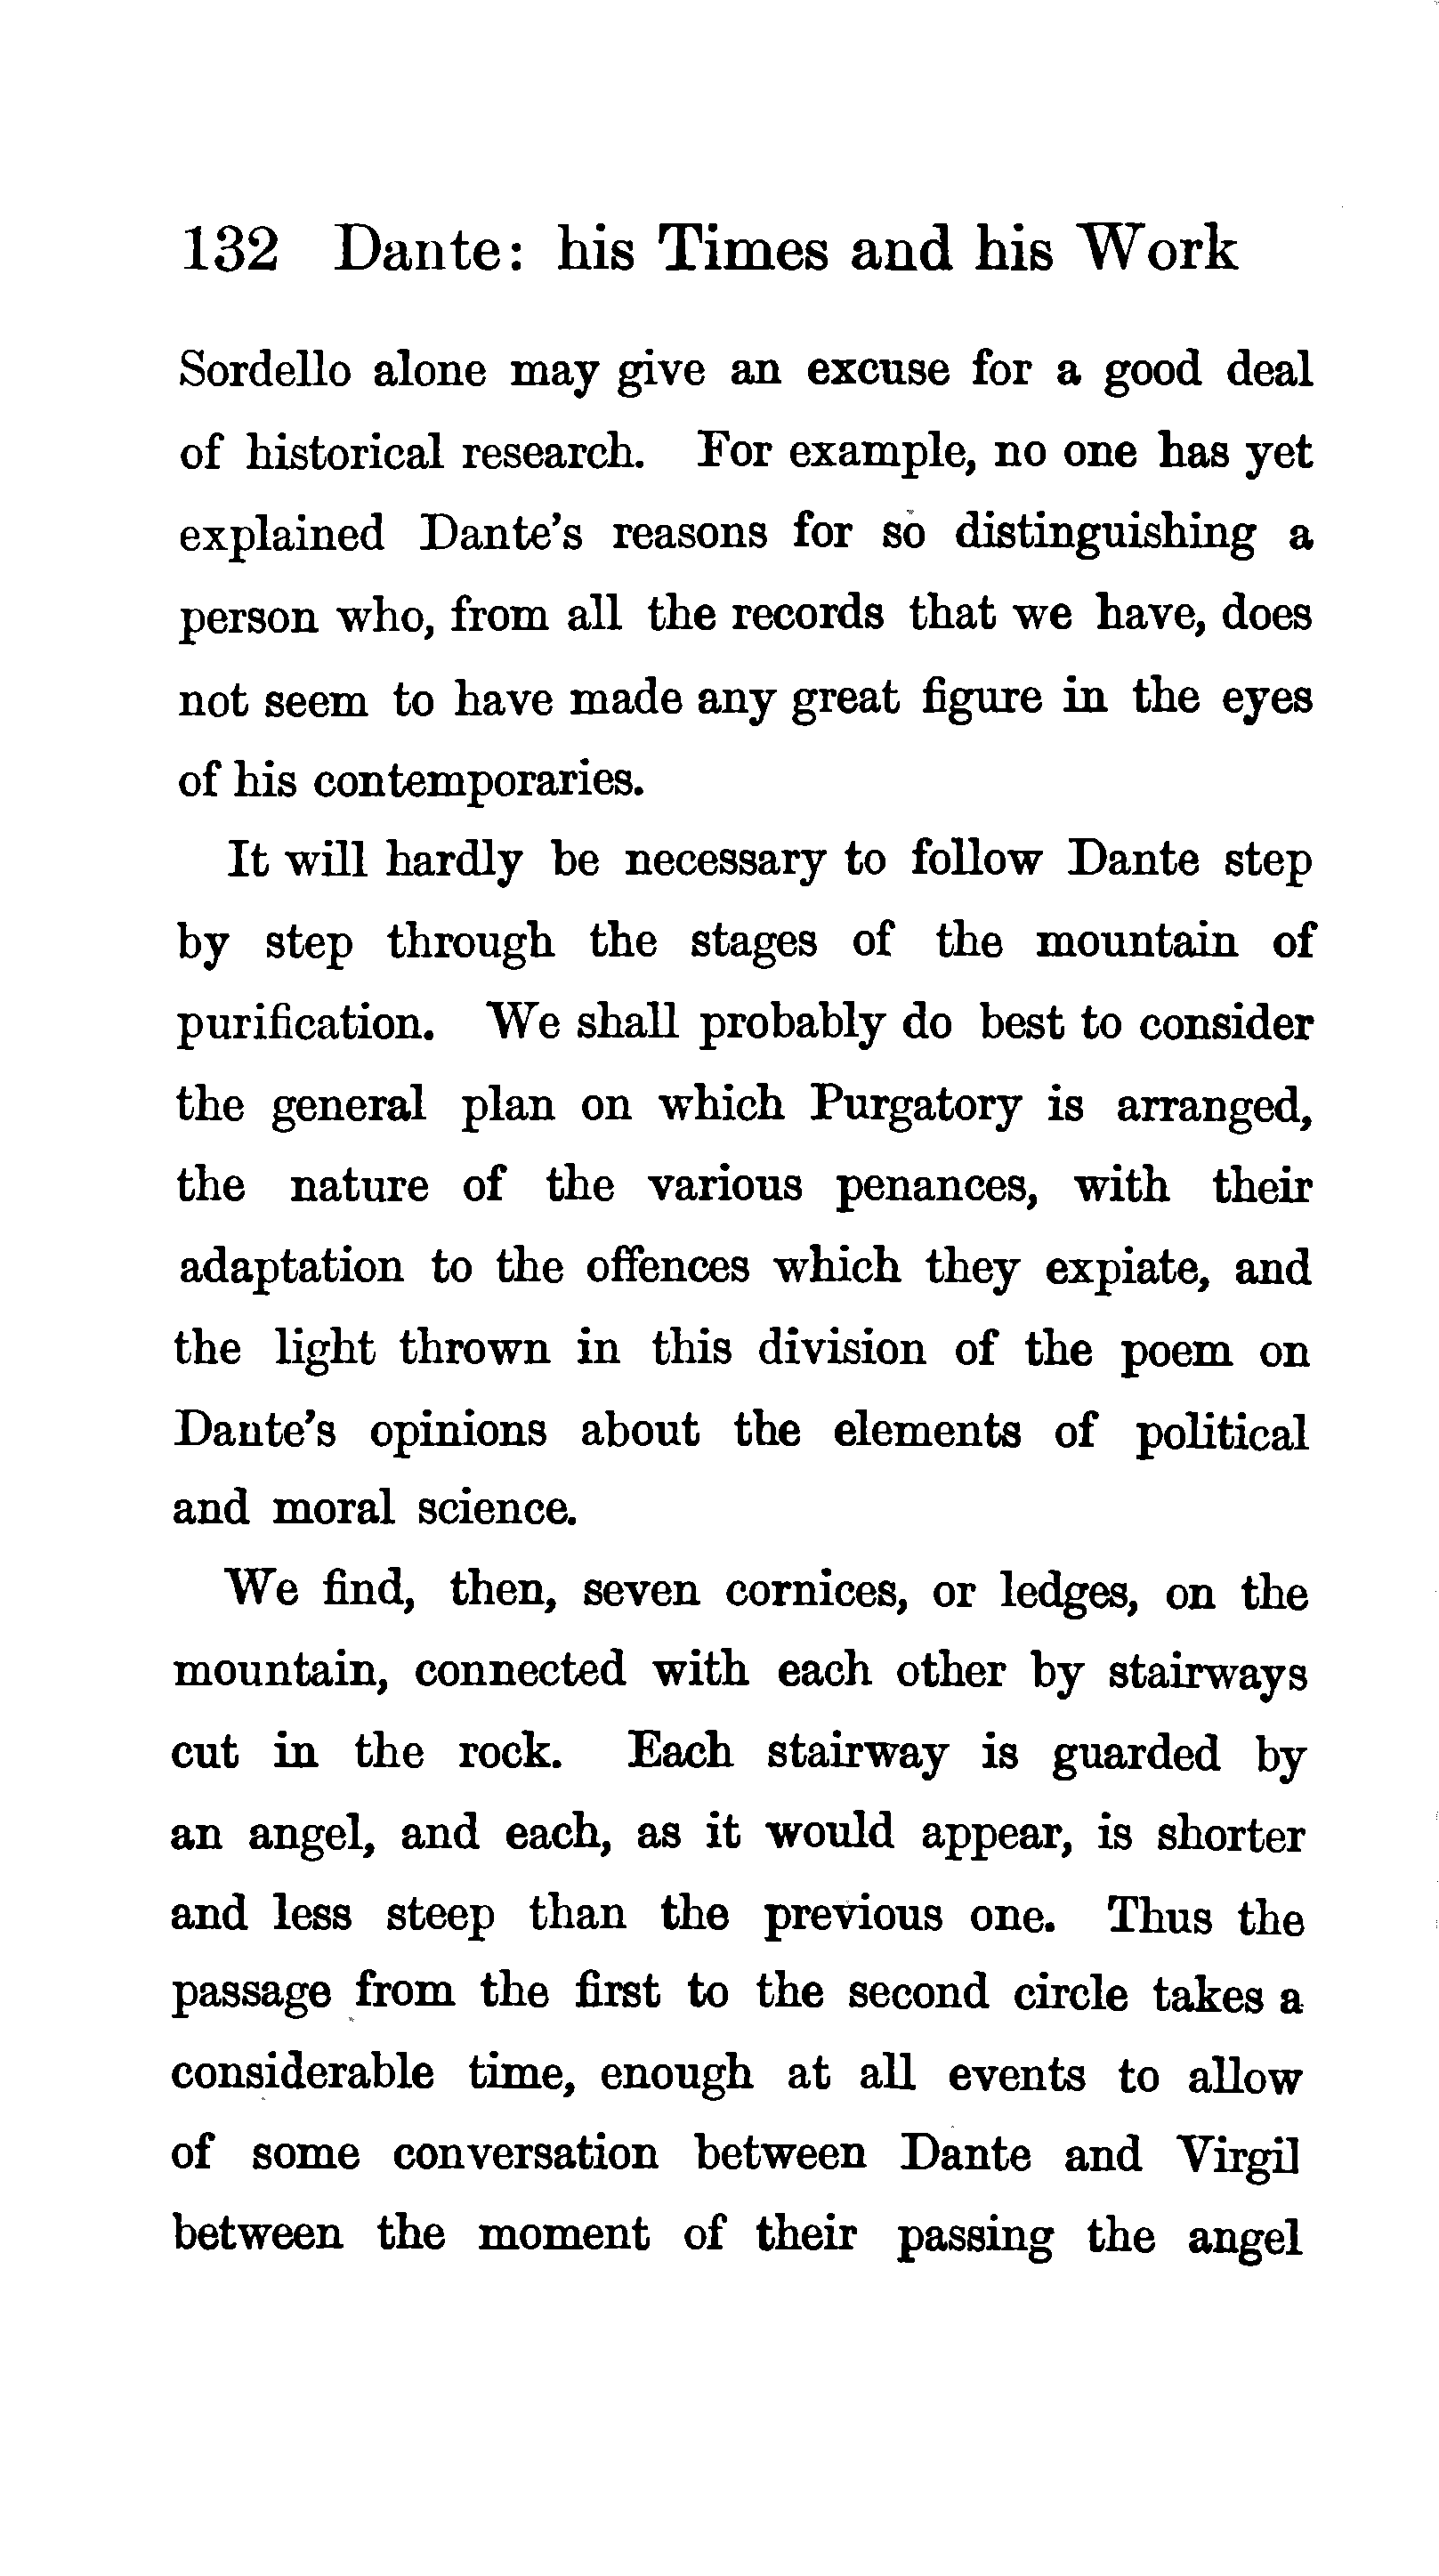 132 Dante: his Times and his Work
Sordello alone may give an excuse for a good deal
of historical research. For example, no one has yet
explained Dante's reasons for so distinguishing a
person who, from all the records that we have, does
not seem to have made any great figure in the eyes
of his contemporaries.
It will hardly be necessary to follow Dante step
by step through the stages of the mountain of
purification. We shall probably do best to consider
the general plan on which Purgatory is arranged,
the nature of the various penances, with their
adaptation to the offences which they expiate, and
the light thrown in this division of the poem on
Dante's opinions about the elements of political
and moral science.
We find, then, seven cornices, or ledges, on the
mountain, connected with each other by stairways
cut in the rock. Each stairway is guarded by
an angel, and each, as it would appear, is shorter
and less steep than the previous one. Thus the
passage from the first to the second circle takes a
considerable time, enough at all events to allow
of some conversation between Dante and Virgil
between the moment of their passing the angel